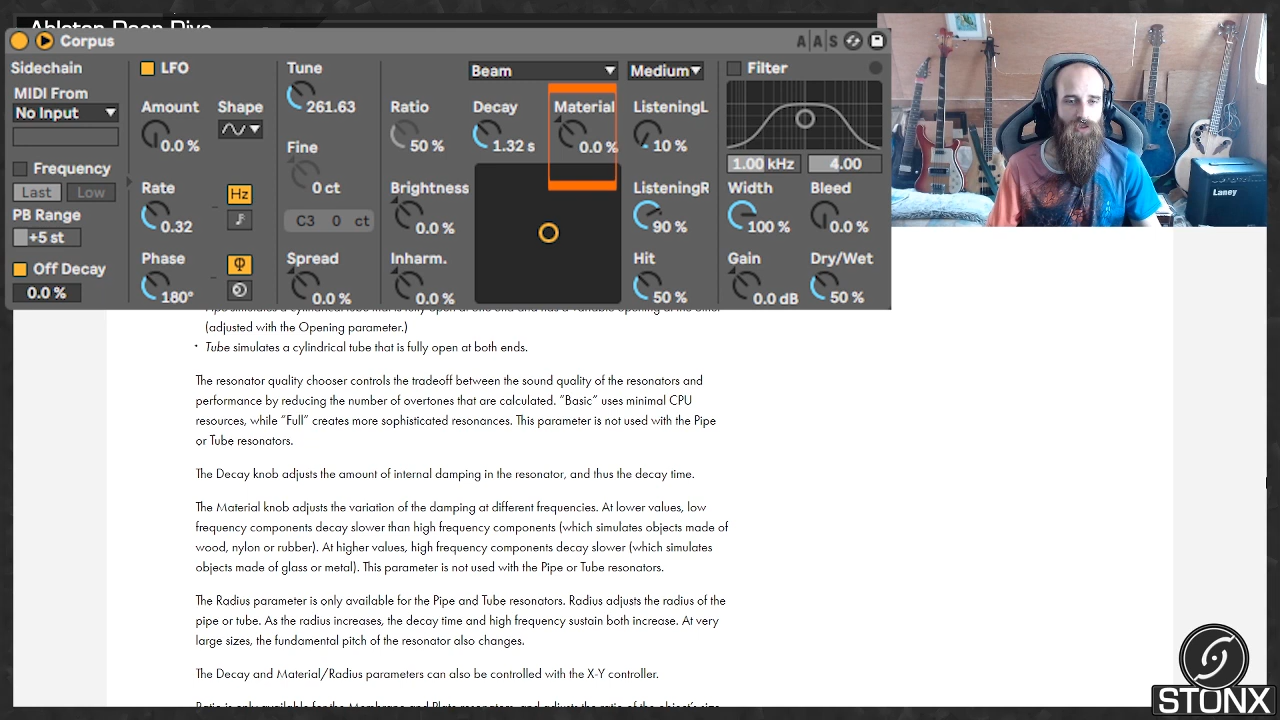 Ableton Deep Dive
Corpus
A|A|S
Sidechain
MIDI From
No Input
Frequency
Last
Low
PB Range
+5 st
Off Decay
0.0 %
LFO
Amount
0.0 %
Shape
Rate
0.32
Hz
Phase
180°
Tune
261.63
Fine
0 ct
C3 0 ct
Spread
0.0 %
Beam
Medium
Ratio
50 %
Decay
1.32 s
Material
0.0 %
ListeningL
10 %
Brightness
0.0 %
ListeningR
90 %
Inharm.
0.0 %
Hit
50 %
Filter
1.00 kHz
4.00
Width
100 %
Bleed
0.0 %
Gain
0.0 dB
Dry/Wet
50 %
Laney
(adjusted with the Opening parameter.)
· Tube simulates a cylindrical tube that is fully open at both ends.
The resonator quality chooser controls the tradeoff between the sound quality of the resonators and
performance by reducing the number of overtones that are calculated. "Basic" uses minimal CPU
resources, while "Full" creates more sophisticated resonances. This parameter is not used with the Pipe
or Tube resonators.
The Decay knob adjusts the amount of internal damping in the resonator, and thus the decay time.
The Material knob adjusts the variation of the damping at different frequencies. At lower values, low
frequency components decay slower than high frequency components (which simulates objects made of
wood, nylon or rubber). At higher values, high frequency components decay slower (which simulates
objects made of glass or metal). This parameter is not used with the Pipe or Tube resonators.
The Radius parameter is only available for the Pipe and Tube resonators. Radius adjusts the radius of the
pipe or tube. As the radius increases, the decay time and high frequency sustain both increase. At very
large sizes, the fundamental pitch of the resonator also changes.
The Decay and Material/Radius parameters can also be controlled with the X-Y controller.
STONX